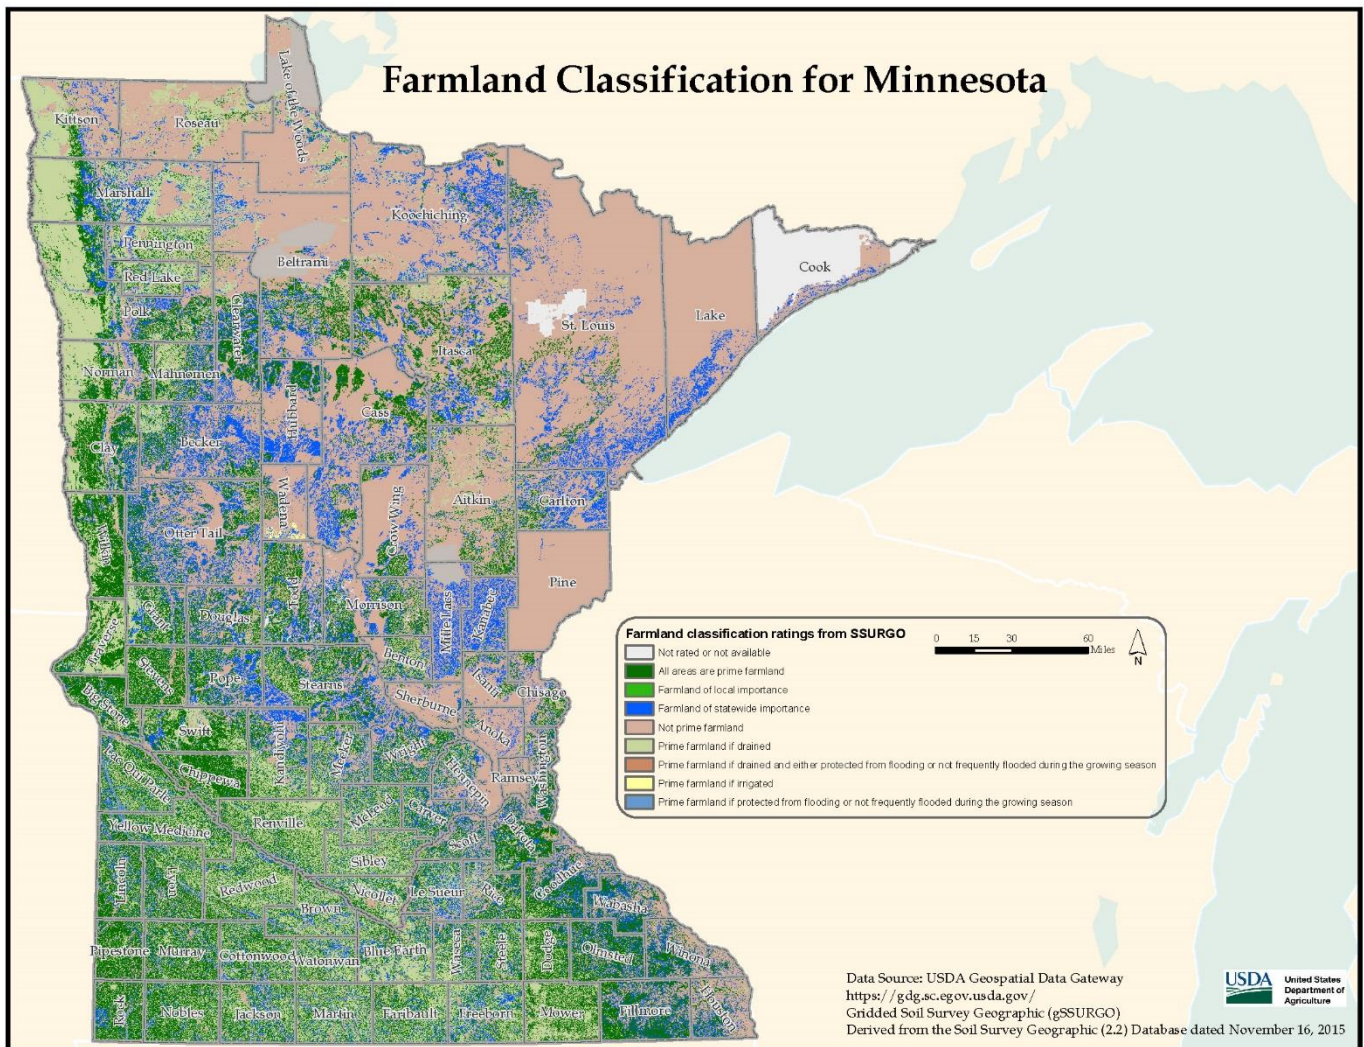 Farmland Classification for Minnesota
Lake of the Woods
Kittson
Roseau
Marshall
Koochiching
Pennington
Beltrami
Red Lake
Cook
Polk
Clearwater
St. Louis
Lake
Itasca
Norman
Mahnomen
Hubbard
Cass
Clay
Becker
Wadena
Crow Wing
Aitkin
Carlton
Wilkin
Otter Tail
Pine
Todd
Morrison
Mille Lacs
Kanabec
Grant
Douglas
Traverse
Benton
Stevens
Pope
Stearns
Isanti
Chisago
Sherburne
Big Stone
Swift
Kandiyohi
Meeker
Wright
Anoka
Lac Qui Parle
Chippewa
Hennepin
Ramsey
Washington
Renville
McLeod
Carver
Yellow Medicine
Scott
Dakota
Sibley
Lincoln
Lyon
Redwood
Nicollet
Le Sueur
Rice
Goodhue
Brown
Wabasha
Pipestone
Murray
Cottonwood
Watonwan
Blue Earth
Waseca
Steele
Dodge
Olmsted
Winona
Rock
Nobles
Jackson
Martin
Faribault
Freeborn
Mower
Fillmore
Houston
Farmland classification ratings from SSURGO
0 15 30 60
Miles
N
Not rated or not available
All areas are prime farmland
Farmland of local importance
Farmland of statewide importance
Not prime farmland
Prime farmland if drained
Prime farmland if drained and either protected from flooding or not frequently flooded during the growing season
Prime farmland if irrigated
Prime farmland if protected from flooding or not frequently flooded during the growing season
Data Source: USDA Geospatial Data Gateway
https://gdg.sc.egov.usda.gov/
Gridded Soil Survey Geographic (gSSURGO)
Derived from the Soil Survey Geographic (2.2) Database dated November 16, 2015
USDA
United States
Department of
Agriculture